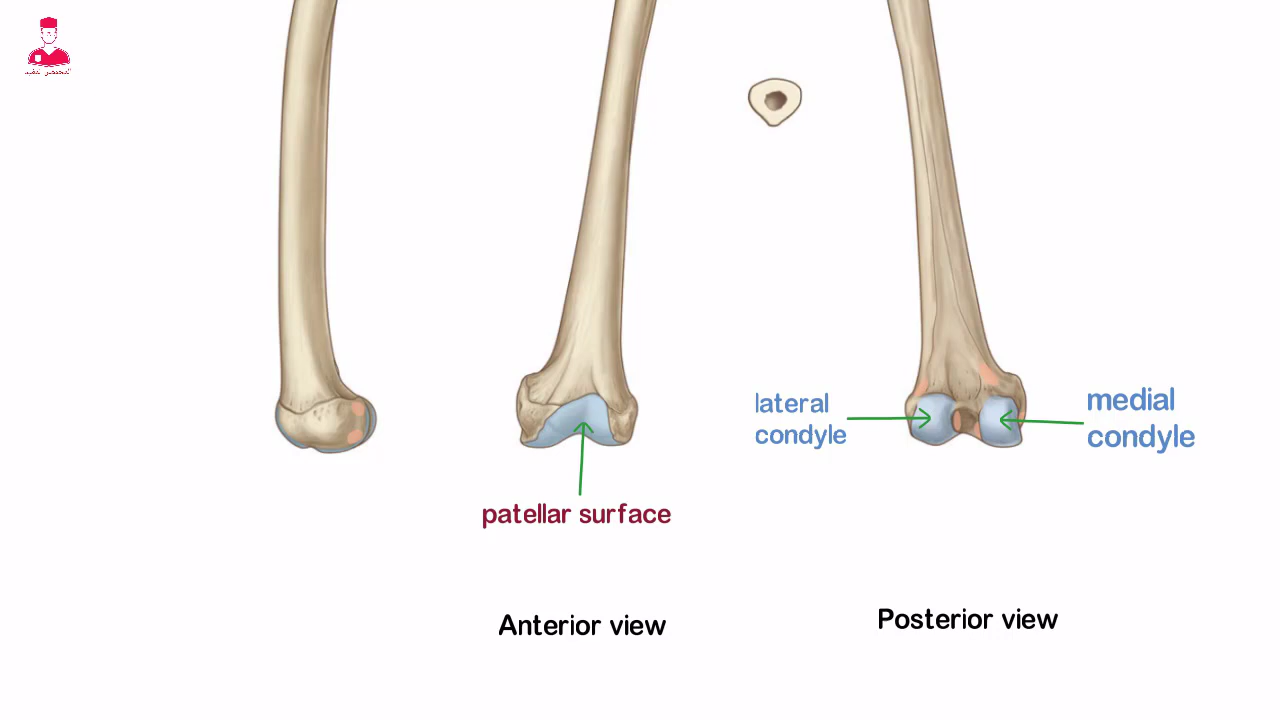 lateral
condyle
medial
condyle
patellar surface
Anterior view
Posterior view